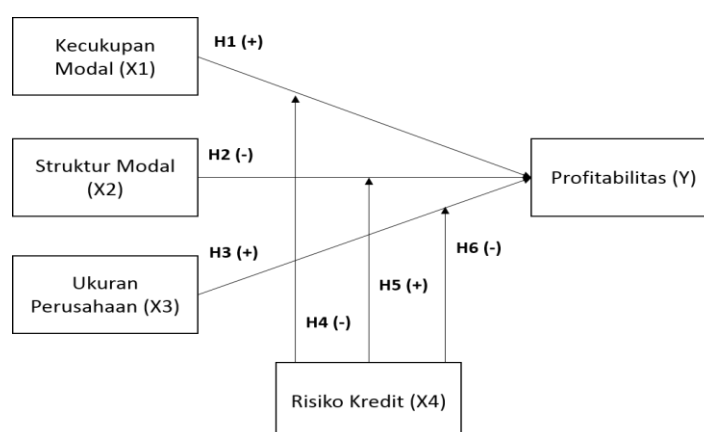 H1 (+)
Kecukupan
Modal (X1)
H2 (-)
Struktur Modal
(X2)
Profitabilitas (Y)
H3 (+)
H6 (-)
Ukuran
Perusahaan (X3)
H5 (+)
H4 (-)
Risiko Kredit (X4)